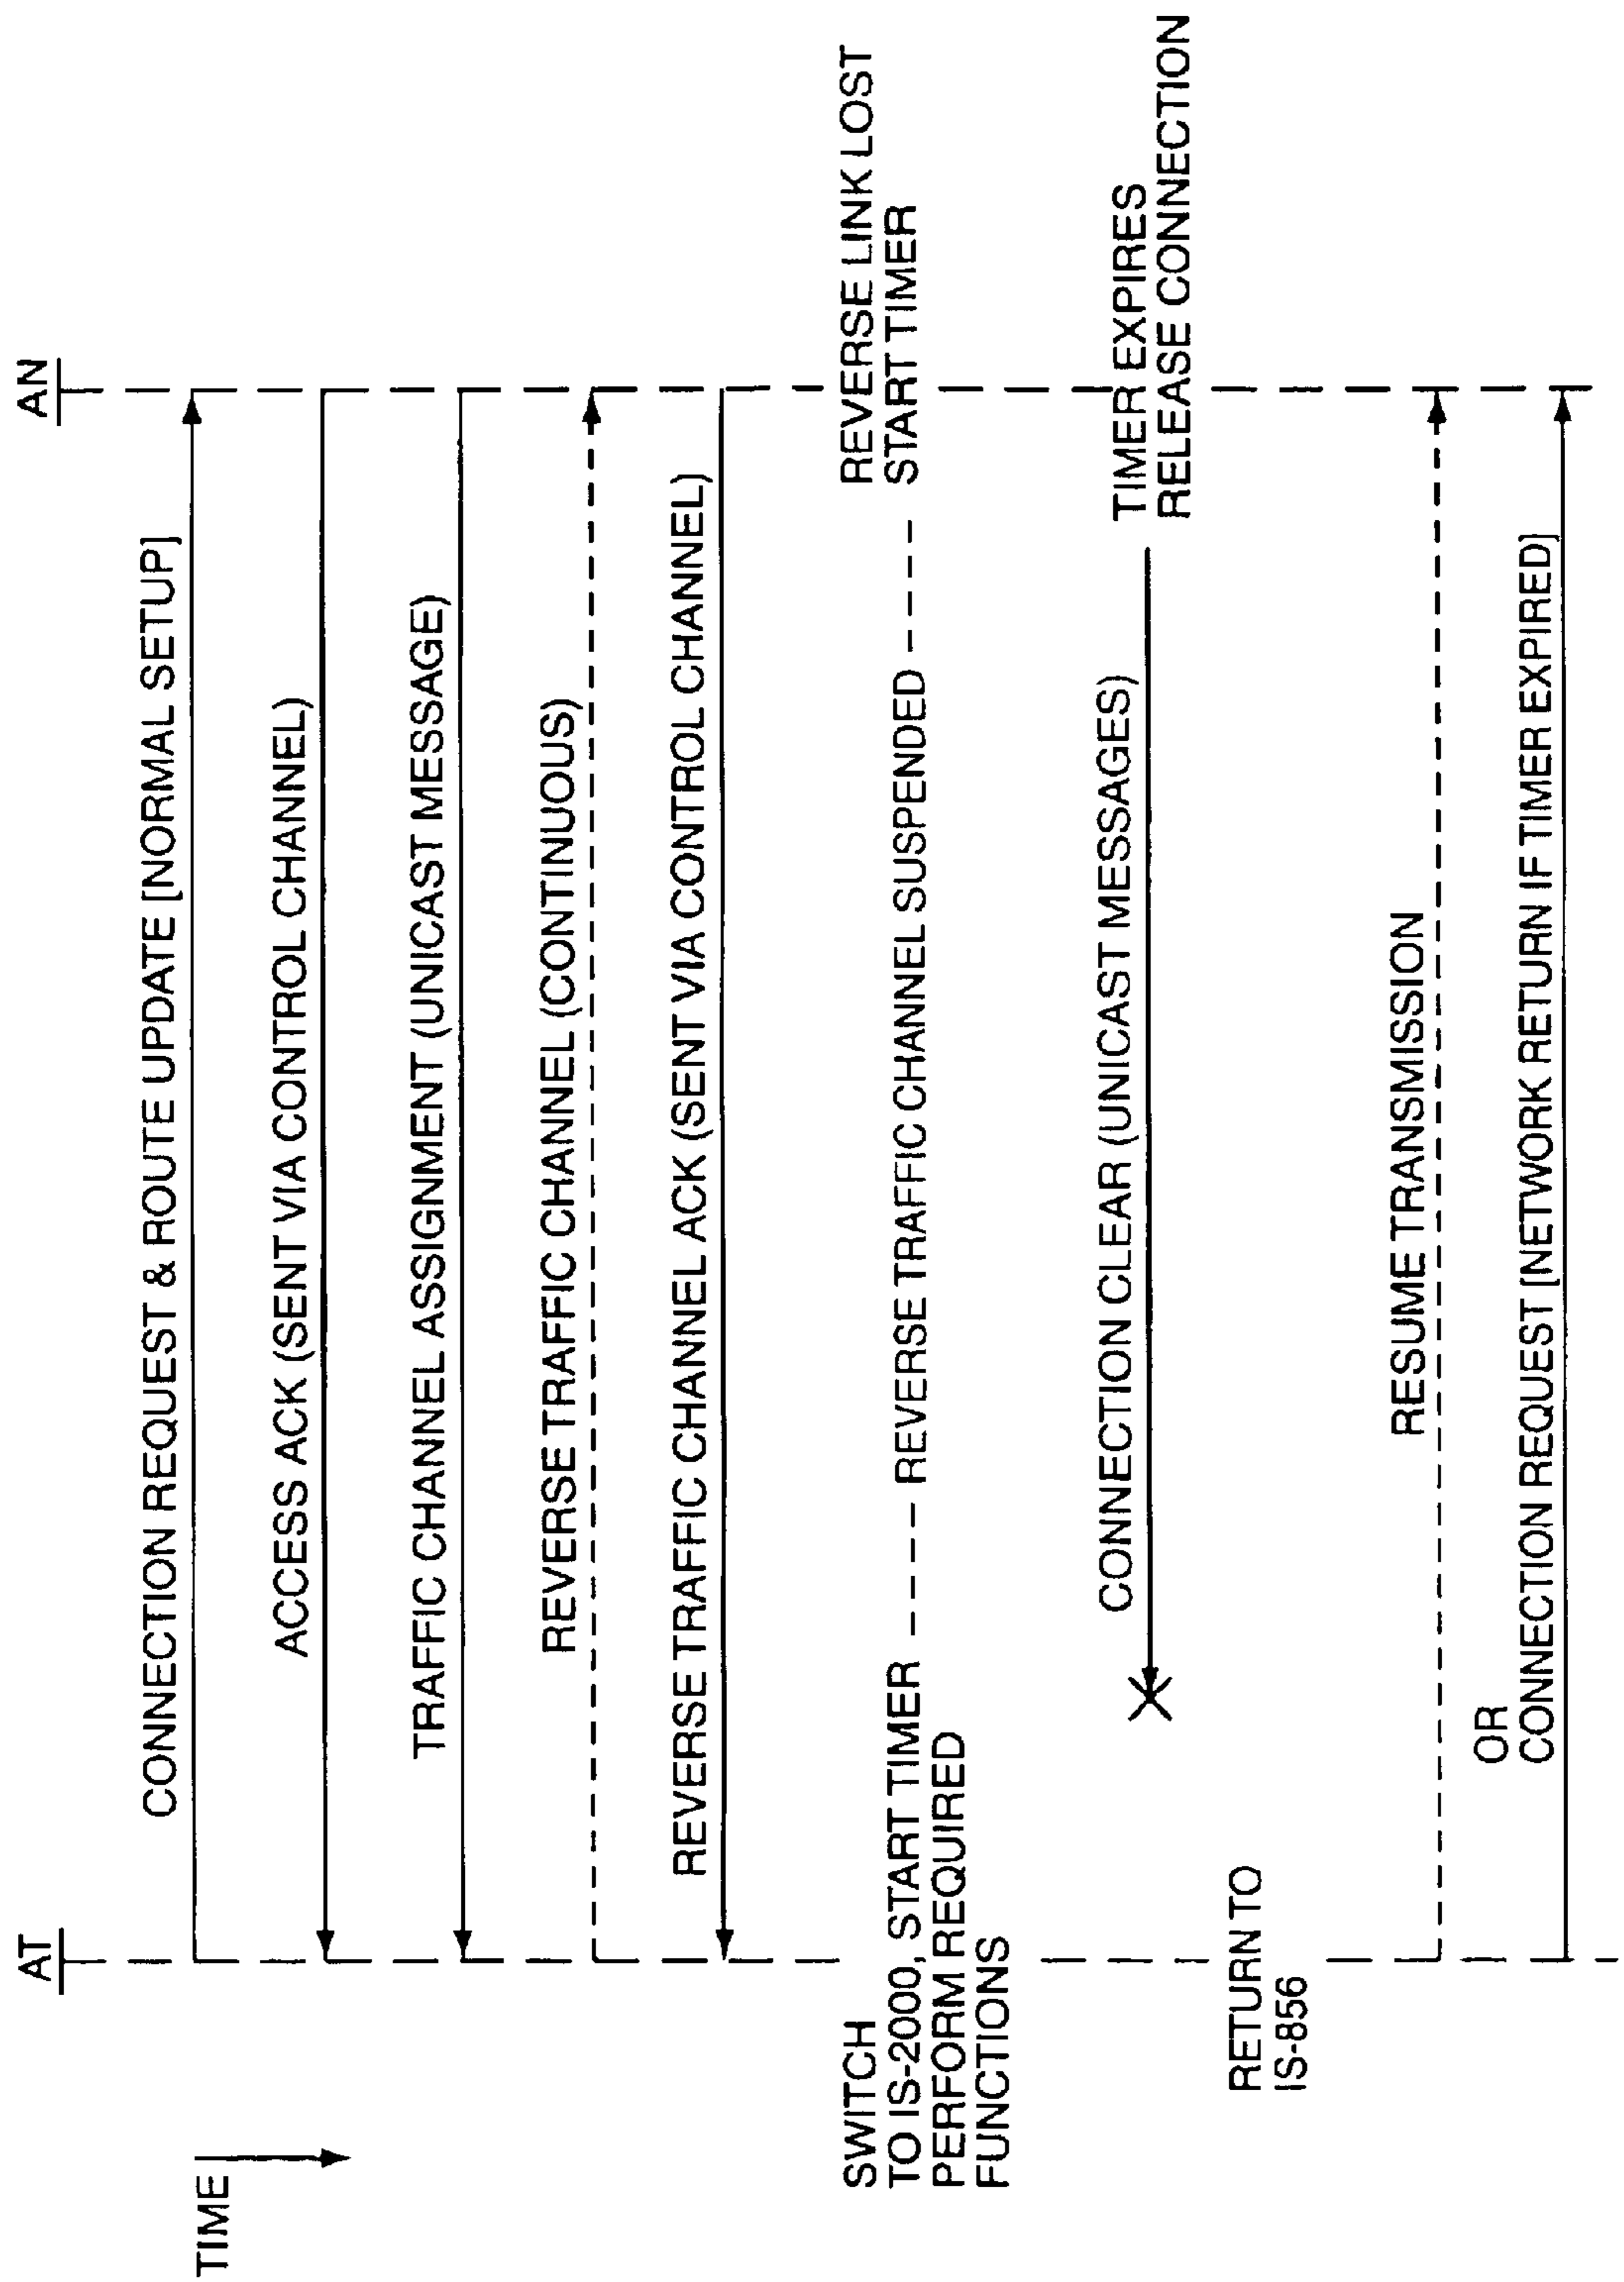 AT
AN
TIME
CONNECTION REQUEST & ROUTE UPDATE [NORMAL SETUP]
ACCESS ACK (SENT VIA CONTROL CHANNEL)
TRAFFIC CHANNEL ASSIGNMENT (UNICAST MESSAGE)
REVERSE TRAFFIC CHANNEL (CONTINUOUS)
REVERSE TRAFFIC CHANNEL ACK (SENT VIA CONTROL CHANNEL)
SWITCH
TO IS-2000, START TIMER
PERFORM REQUIRED
FUNCTIONS
REVERSE TRAFFIC CHANNEL SUSPENDED
REVERSE LINK LOST
START TIMER
CONNECTION CLEAR (UNICAST MESSAGES)
TIMER EXPIRES
RELEASE CONNECTION
RETURN TO
IS-856
RESUME TRANSMISSION
OR
CONNECTION REQUEST [NETWORK RETURN IF TIMER EXPIRED]